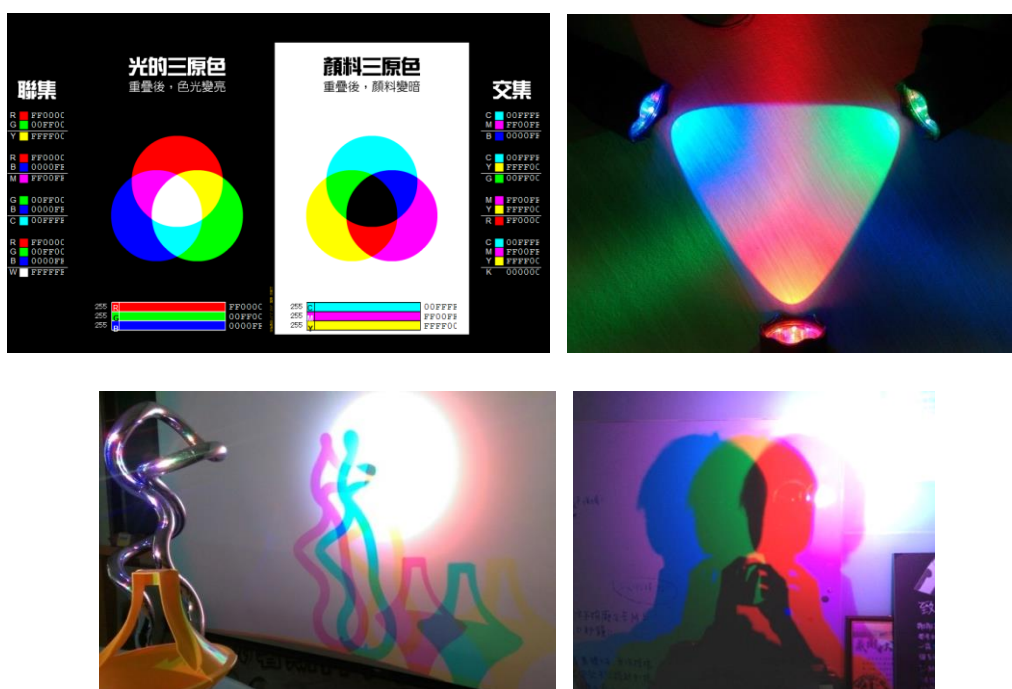 光的三原色
重疊後，色光變亮
聯集
R FF000C
G 00FF0C
Y FFFF0C
R FF000C
B 0000FF
M FF00FF
G 00FF0C
B 0000FF
C 00FFFF
R FF000C
G 00FF0C
B 0000FF
W FFFFFF
255 R FF000C
255 G 00FF0C
255 B 0000FF
顏料三原色
重疊後，顏料變暗
交集
C 00FFFF
M FF00FF
B 0000FF
C 00FFFF
Y FFFF0C
G 00FF0C
M FF00FF
Y FFFF0C
R FF000C
C 00FFFF
M FF00FF
Y FFFF0C
K 00000C
255 C 00FFFF
255 FF00FF
255 Y FFFF0C
致